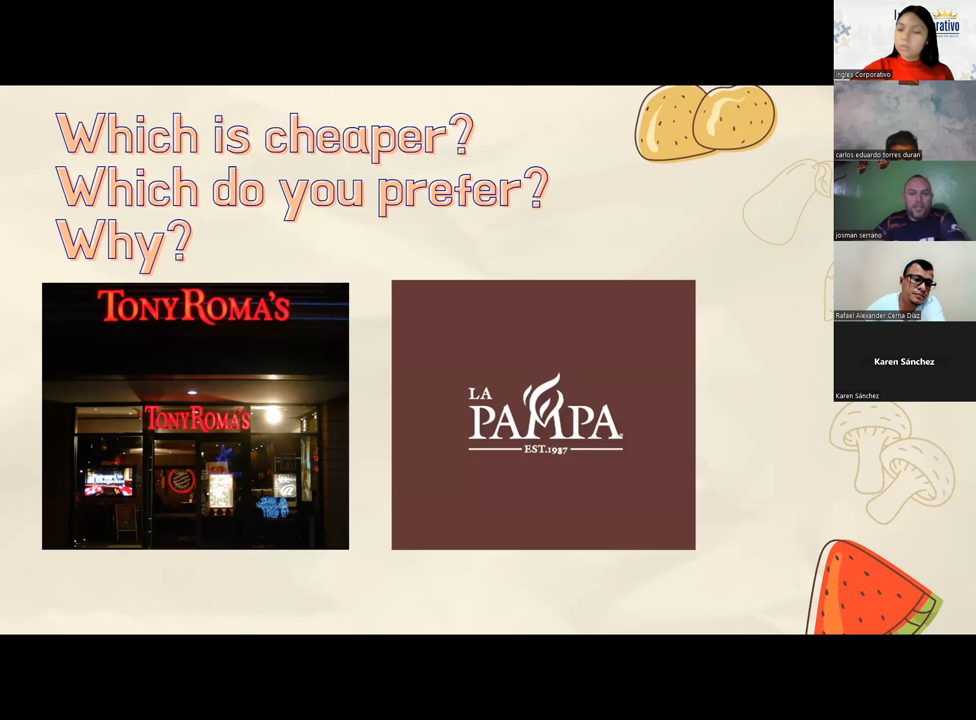 Which is cheaper?
Which do you prefer?
Why?
TONY ROMA'S
TONY ROMA'S
LA
PAMPA
EST.1987
Ingles Corporativo
carlos eduardo torres duran
josman serrano
Rafael Alexander Cerna Díaz
Karen Sánchez
Karen Sánchez